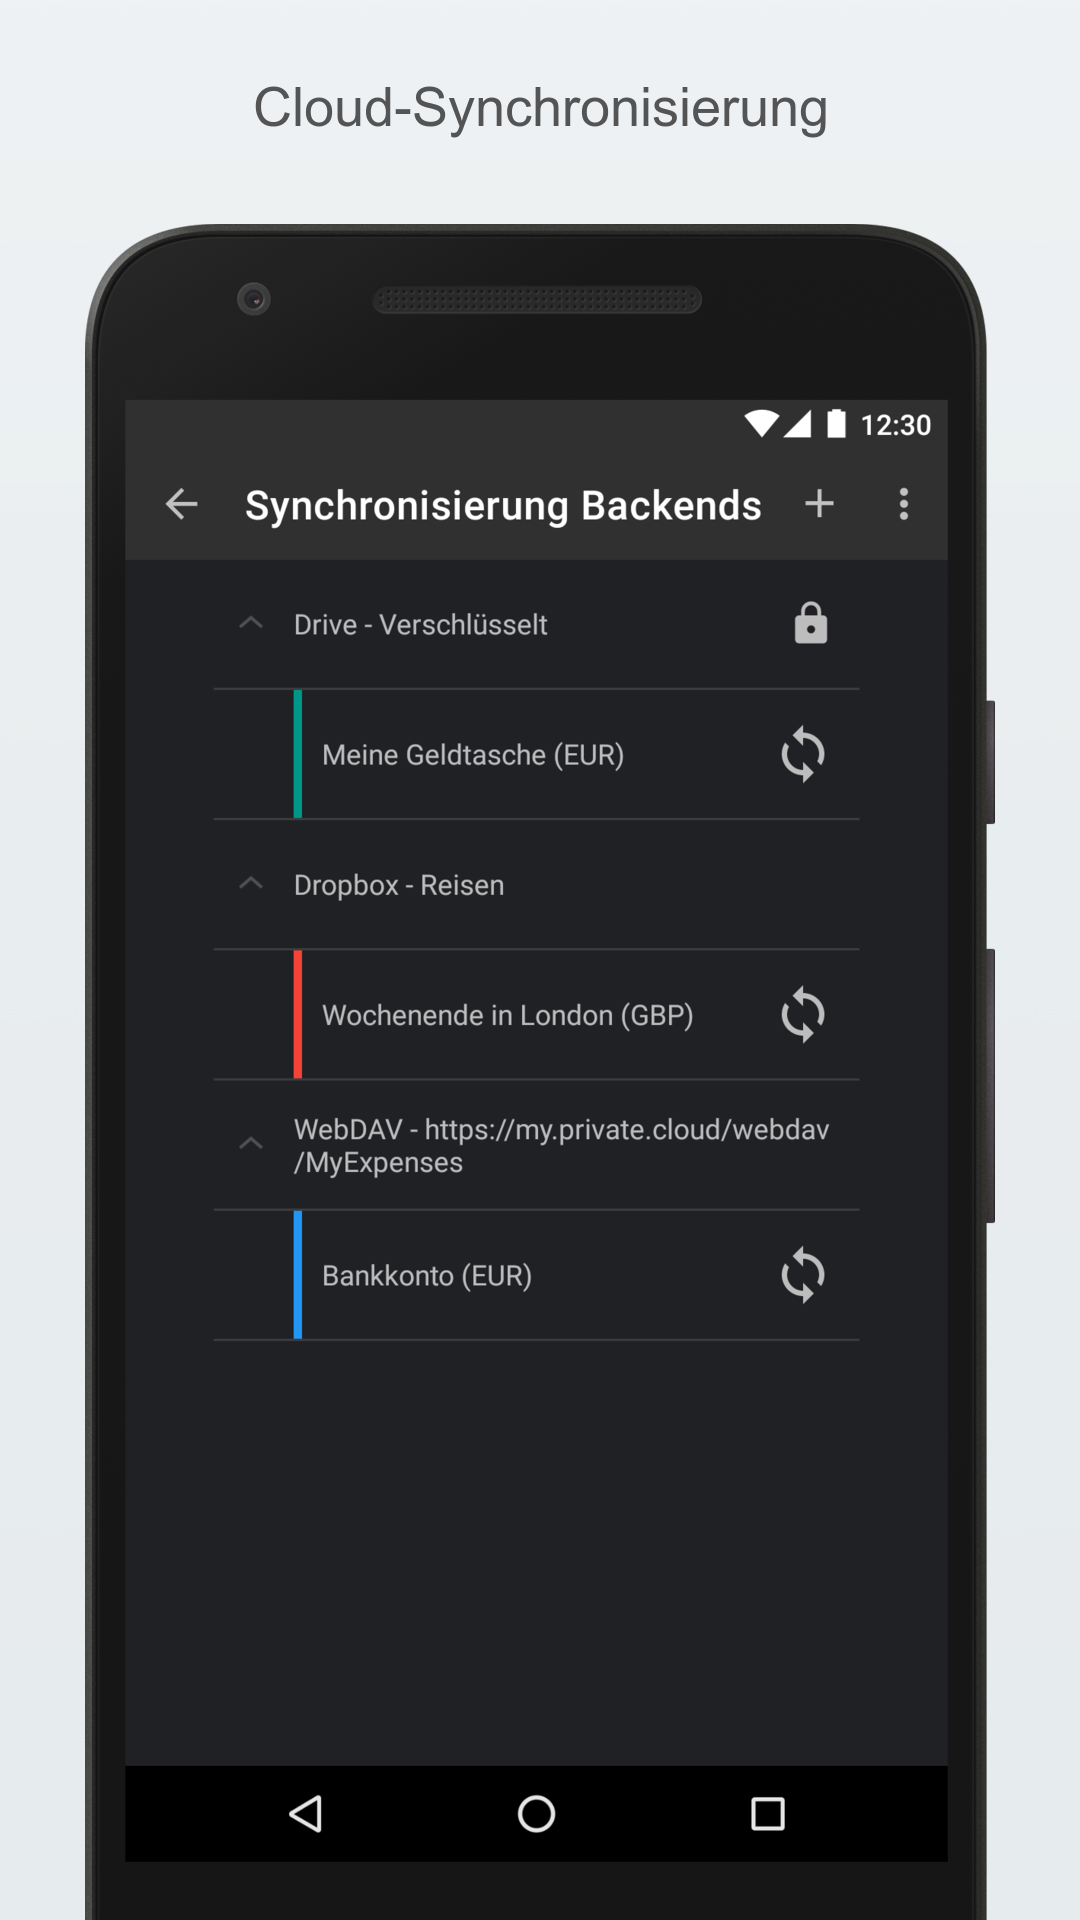 Cloud-Synchronisierung
12:30
Synchronisierung Backends
Drive - Verschlüsselt
Meine Geldtasche (EUR)
Dropbox - Reisen
Wochenende in London (GBP)
WebDAV - https://my.private.cloud/webdav
/MyExpenses
Bankkonto (EUR)